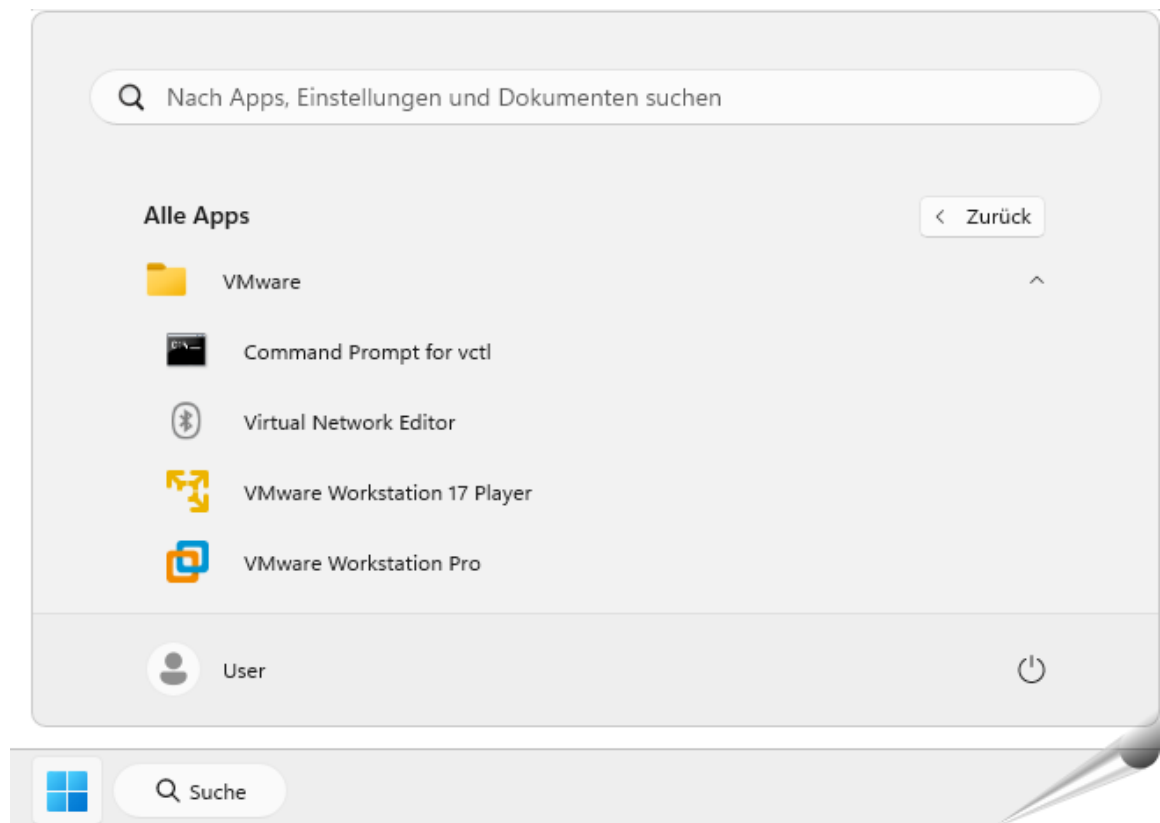 Nach Apps, Einstellungen und Dokumenten suchen
Alle Apps
Zurück
VMware
Command Prompt for vctl
Virtual Network Editor
VMware Workstation 17 Player
VMware Workstation Pro
User
Suche